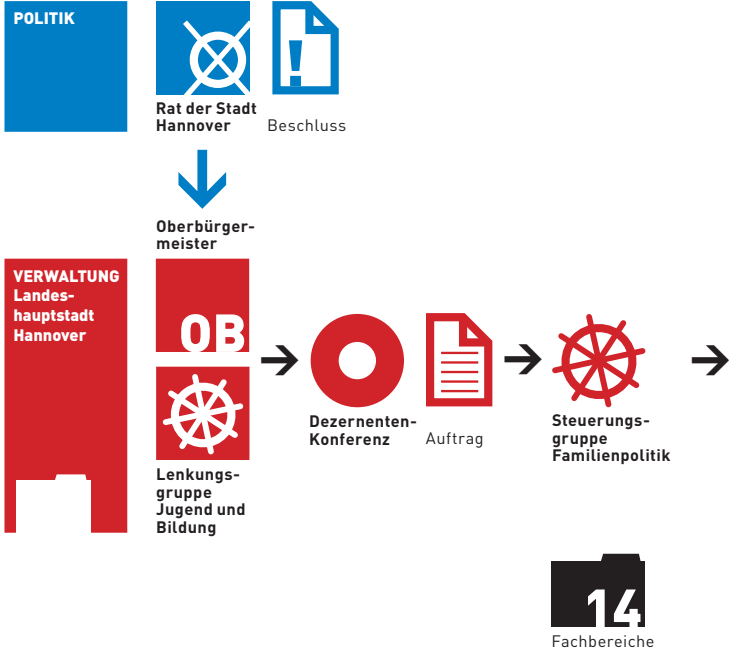 POLITIK
Rat der Stadt
Hannover
Beschluss
Oberbürger-
meister
VERWALTUNG
Landes-
hauptstadt
Hannover
OB
Lenkungs-
gruppe
Jugend und
Bildung
Dezernenten-
Konferenz
Auftrag
Steuerungs-
gruppe
Familienpolitik
14
Fachbereiche